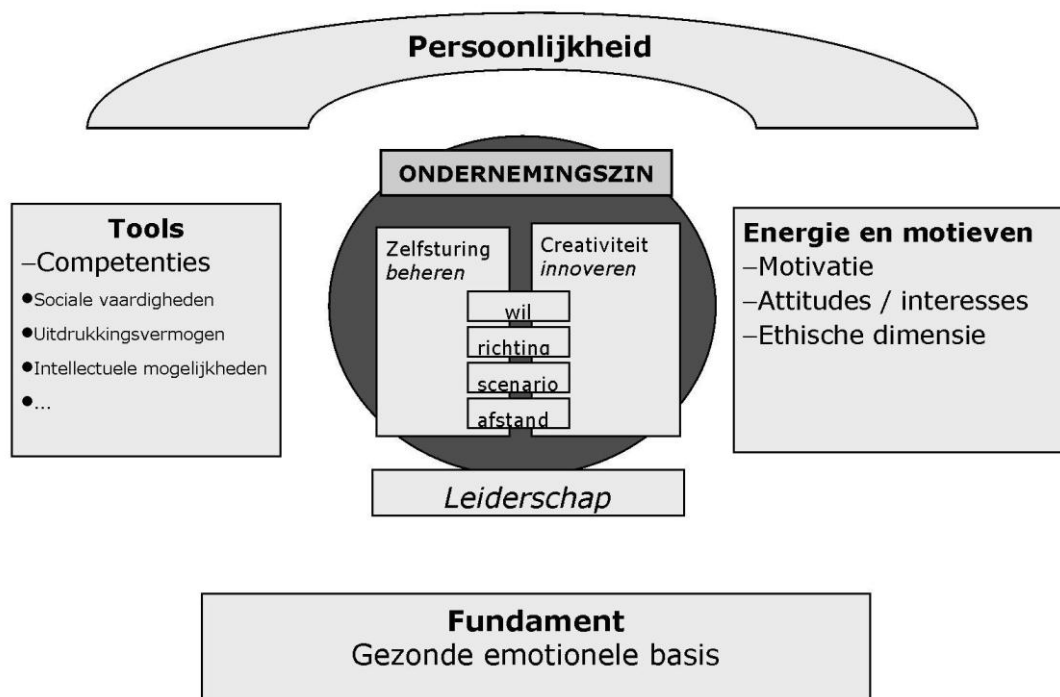 Persoonlijkheid
ONDERNEMINGSZIN
Tools
–Competenties
●Sociale vaardigheden
●Uitdrukkingsvermogen
●Intellectuele mogelijkheden
●...
Zelfsturing
beheren
Creativiteit
innoveren
wil
richting
scenario
afstand
Energie en motieven
–Motivatie
–Attitudes / interesses
–Ethische dimensie
Leiderschap
Fundament
Gezonde emotionele basis